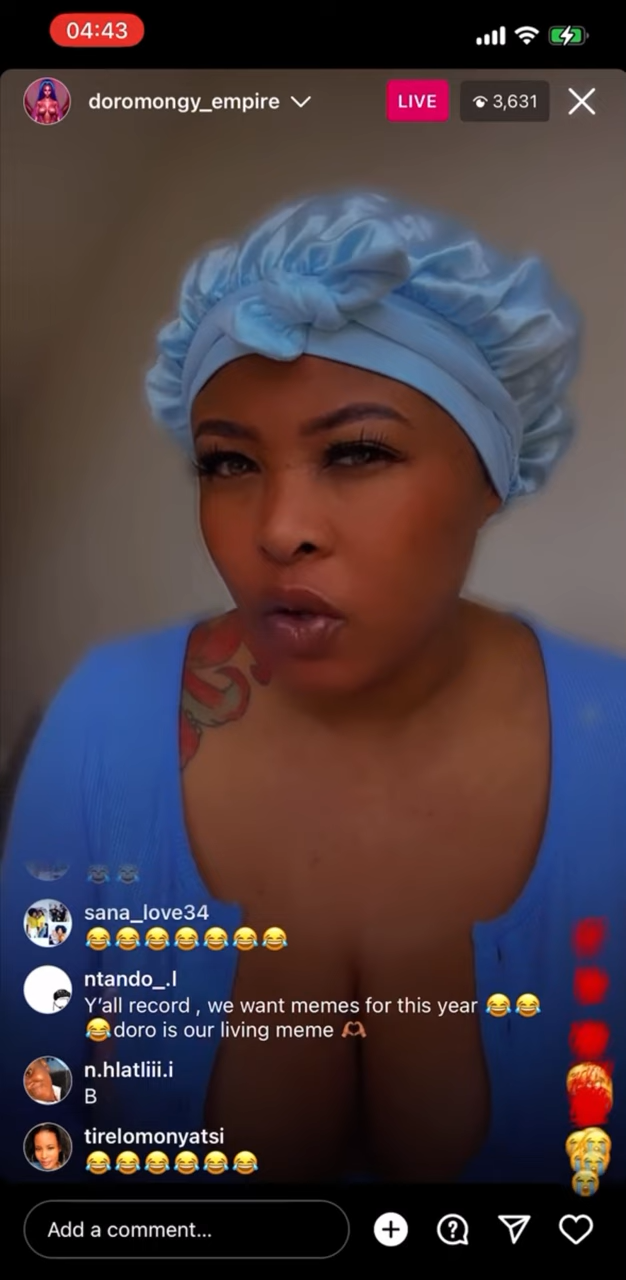 04:43
doromongy_empire
LIVE
3,631
sana_love34
😂😂😂😂😂😂😂
ntando_.l
Y'all record , we want memes for this year 😂😂
😂doro is our living meme 🫶🏽
n.hlatliii.i
B
tirelomonyatsi
😂😂😂😂😂😂
Add a comment...